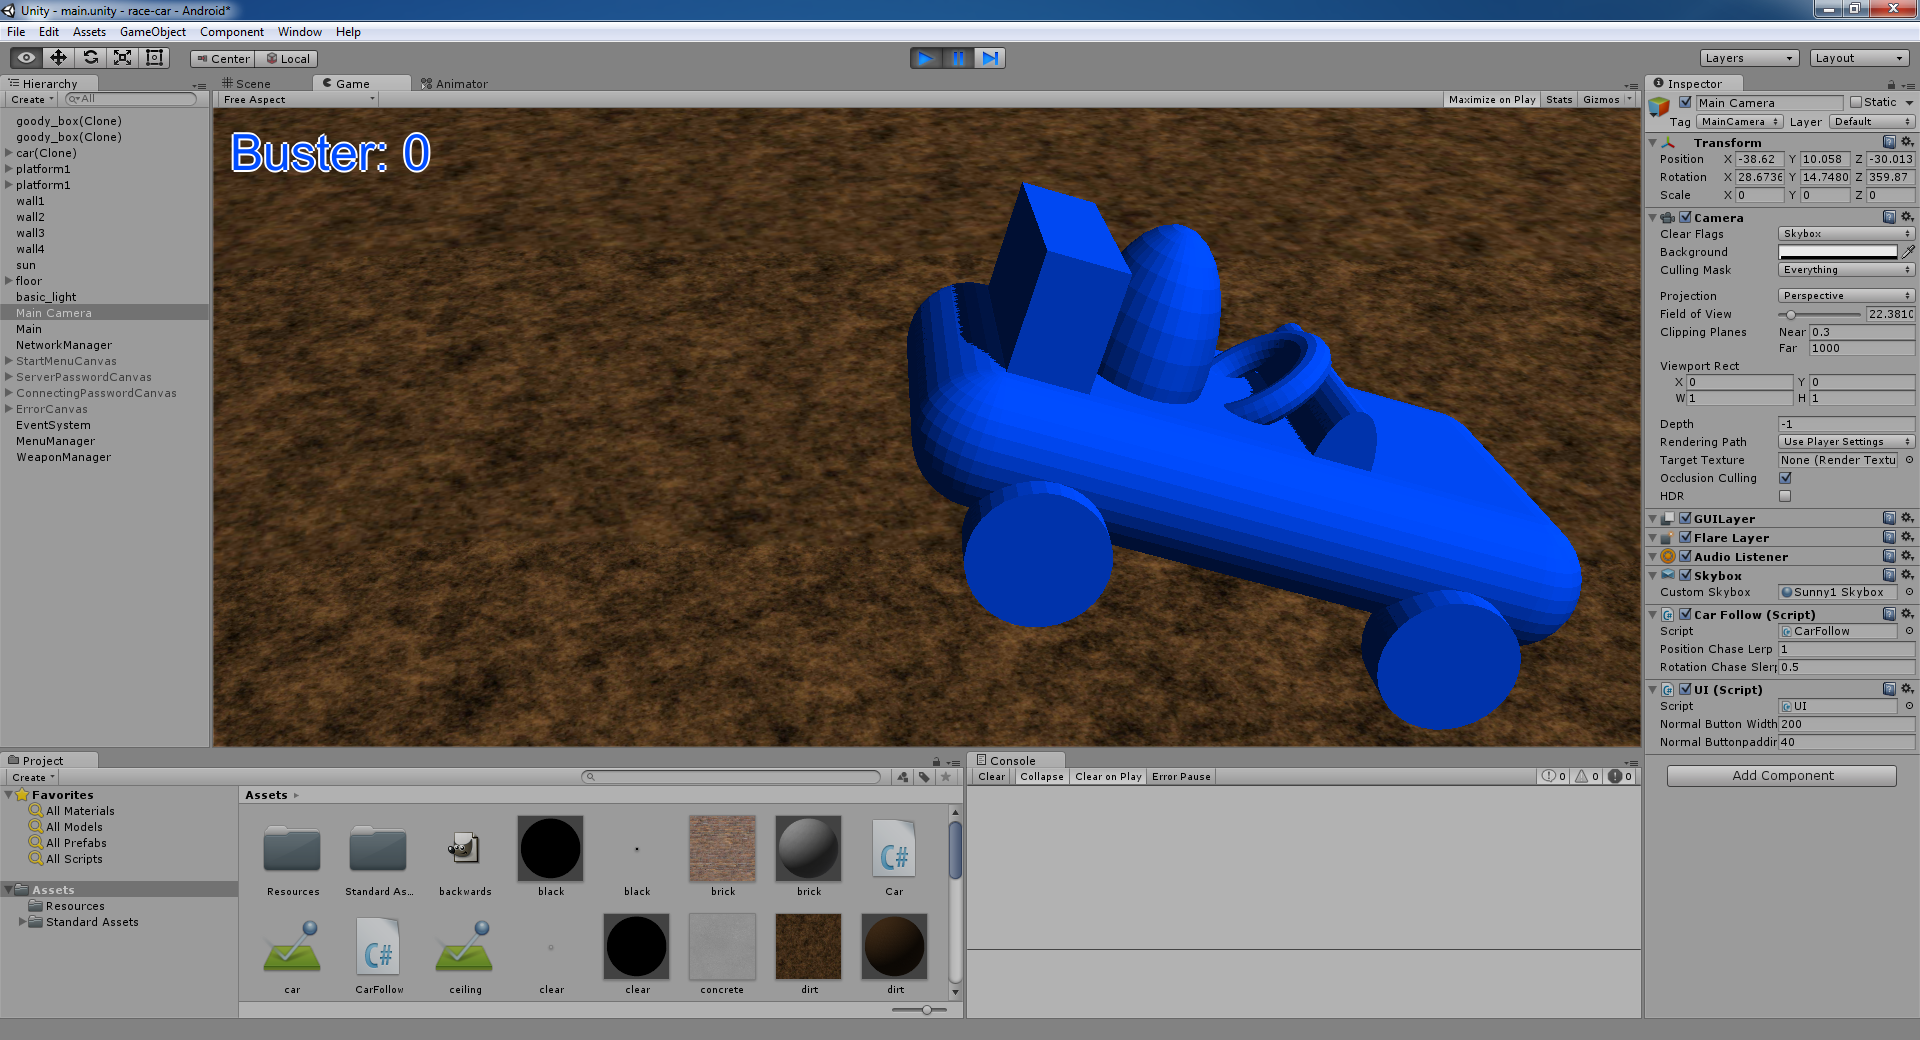 Unity - main.unity - race-car - Android*
File Edit Assets GameObject Component Window Help
Center Local
Layers
Layout
Hierarchy
Create All
goody_box(Clone)
goody_box(Clone)
car(Clone)
platform1
platform1
wall1
wall2
wall3
wall4
sun
floor
basic_light
Main Camera
Main
NetworkManager
StartMenuCanvas
ServerPasswordCanvas
ConnectingPasswordCanvas
ErrorCanvas
EventSystem
MenuManager
WeaponManager
Scene Game Animator
Free Aspect
Maximize on Play Stats Gizmos
Buster: 0
Inspector
Main Camera Static
Tag MainCamera Layer Default
Transform
Position X -38.62 Y 10.058 Z -30.013
Rotation X 28.6736 Y 14.7480 Z 359.87
Scale X 0 Y 0 Z 0
Camera
Clear Flags Skybox
Background
Culling Mask Everything
Projection Perspective
Field of View 22.3810
Clipping Planes Near 0.3
Far 1000
Viewport Rect
X 0 Y 0
W 1 H 1
Depth -1
Rendering Path Use Player Settings
Target Texture None (Render Textu
Occlusion Culling
HDR
GUILayer
Flare Layer
Audio Listener
Skybox
Custom Skybox Sunny1 Skybox
Car Follow (Script)
Script CarFollow
Position Chase Lerp 1
Rotation Chase Slerp 0.5
UI (Script)
Script UI
Normal Button Width 200
Normal Buttonpaddin 40
Add Component
Project
Create
Favorites
All Materials
All Models
All Prefabs
All Scripts
Assets
Resources
Standard Assets
Assets
Resources Standard As... backwards black black brick brick Car
car CarFollow ceiling clear clear concrete dirt dirt
Console
Clear Collapse Clear on Play Error Pause 0 0 0